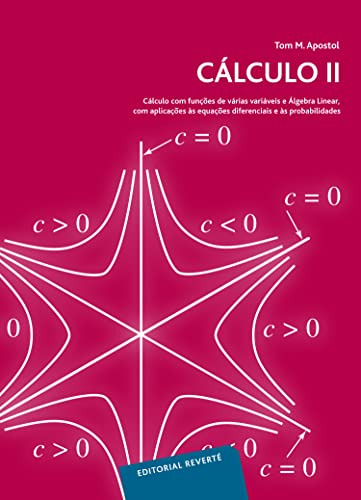 Tom M. Apostol
CÁLCULO II
Cálculo com funções de várias variáveis e Álgebra Linear,
com aplicações às equações diferenciais e às probabilidades
c = 0
c > 0
c < 0
c = 0
0
c > 0
c > 0
c < 0
c = 0
EDITORIAL REVERTÉ